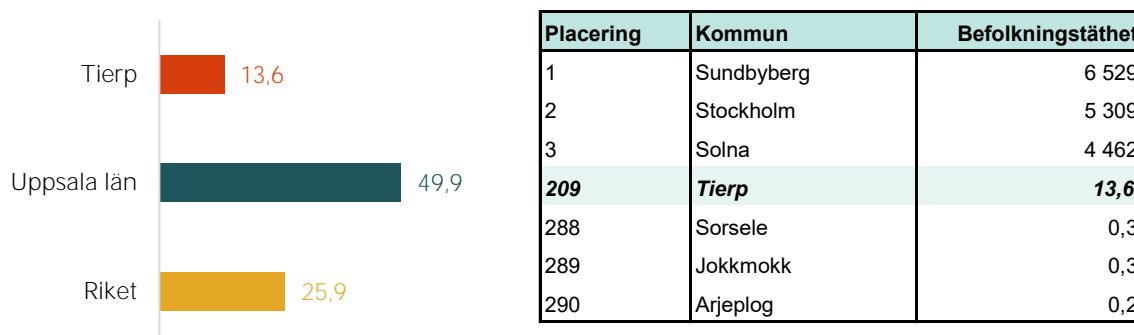 Tierp 13,6
Uppsala län 49,9
Riket 25,9
Placering Kommun Befolkningstäthet
1 Sundbyberg 6 529
2 Stockholm 5 309
3 Solna 4 462
209 Tierp 13,6
288 Sorsele 0,3
289 Jokkmokk 0,3
290 Arjeplog 0,2